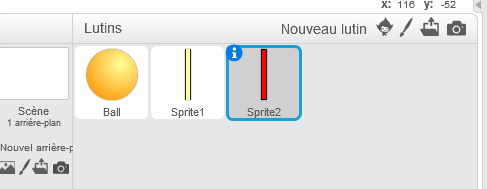 x: 116 y: -52
Lutins
Nouveau lutin
Ball
Sprite1
Sprite2
Scène
1 arrière-plan
Nouvel arrière-p